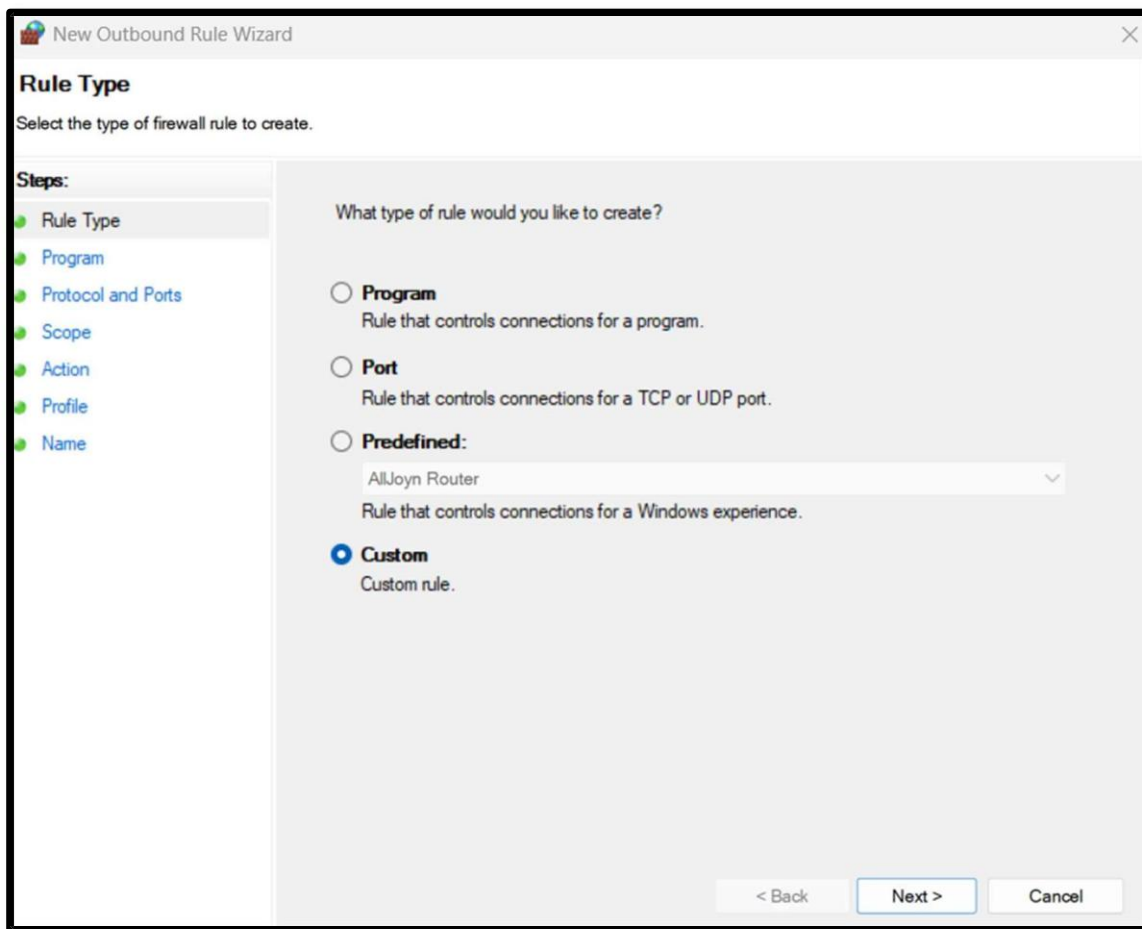 New Outbound Rule Wizard
Rule Type
Select the type of firewall rule to create.
Steps:
Rule Type
Program
Protocol and Ports
Scope
Action
Profile
Name
What type of rule would you like to create?
Program
Rule that controls connections for a program.
Port
Rule that controls connections for a TCP or UDP port.
Predefined:
AllJoyn Router
Rule that controls connections for a Windows experience.
Custom
Custom rule.
< Back
Next >
Cancel